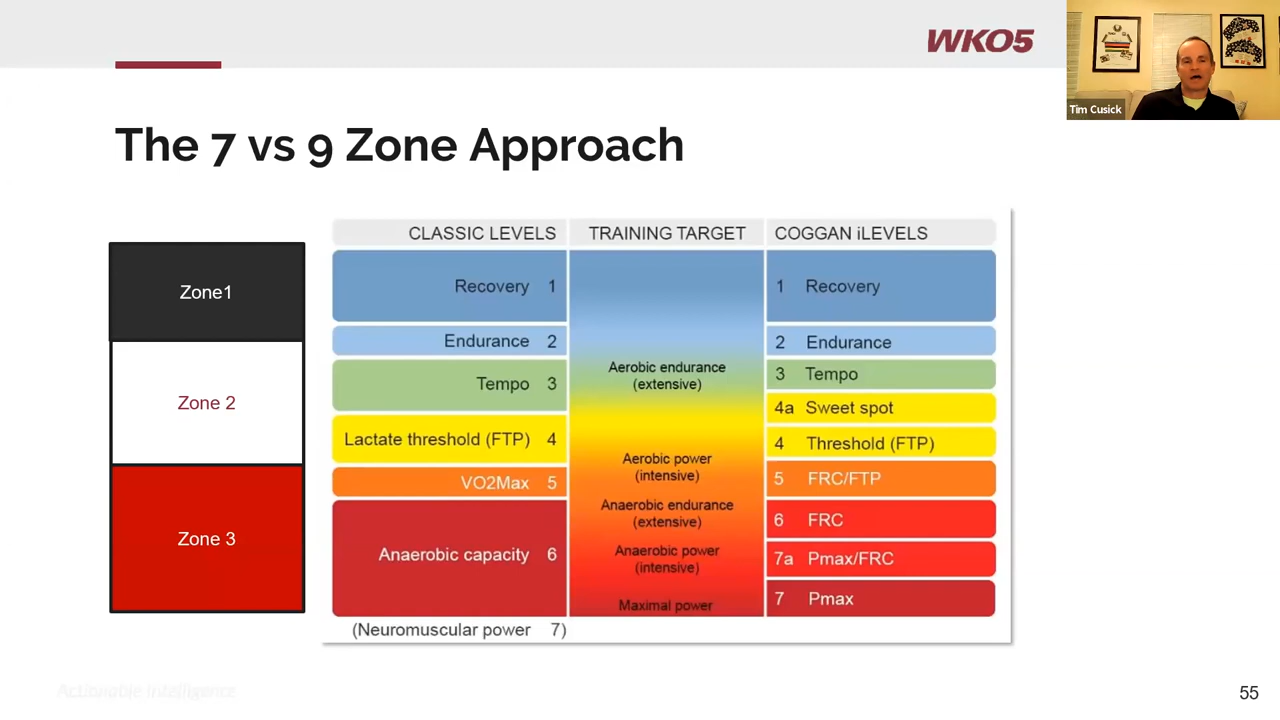 WKO5
Tim Cusick
The 7 vs 9 Zone Approach
Zone1
Zone 2
Zone 3
CLASSIC LEVELS
TRAINING TARGET
COGGAN iLEVELS
Recovery 1
1 Recovery
Endurance 2
2 Endurance
Aerobic endurance
(extensive)
Tempo 3
3 Tempo
4a Sweet spot
Lactate threshold (FTP) 4
4 Threshold (FTP)
Aerobic power
(intensive)
VO2Max 5
5 FRC/FTP
Anaerobic endurance
(extensive)
6 FRC
Anaerobic capacity 6
Anaerobic power
(intensive)
7a Pmax/FRC
Maximal power
7 Pmax
(Neuromuscular power 7)
Actionable Intelligence
55